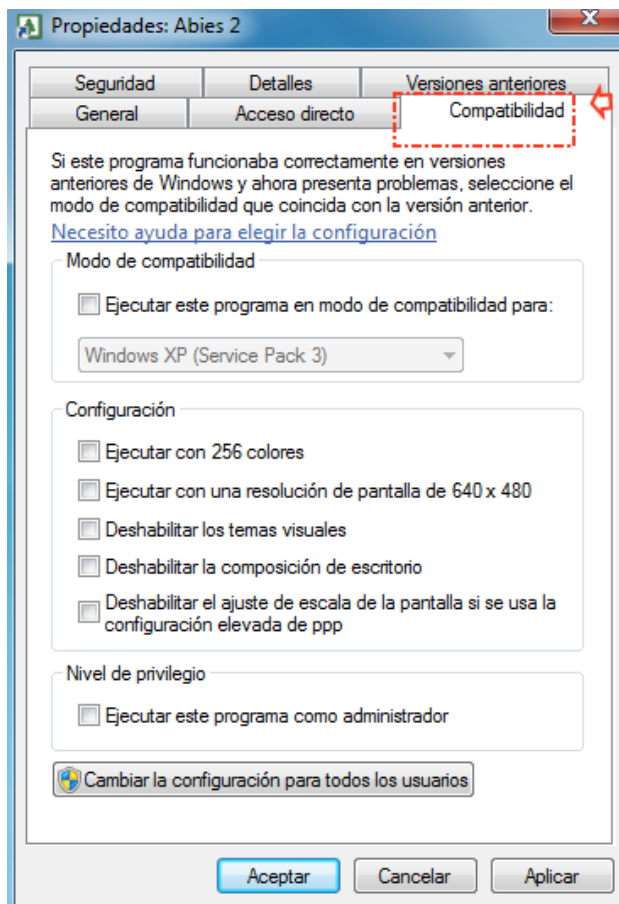 Propiedades: Abies 2
x
Seguridad
Detalles
Versiones anteriores
General
Acceso directo
Compatibilidad
Si este programa funcionaba correctamente en versiones
anteriores de Windows y ahora presenta problemas, seleccione el
modo de compatibilidad que coincida con la versión anterior.
Necesito ayuda para elegir la configuración
Modo de compatibilidad
Ejecutar este programa en modo de compatibilidad para:
Windows XP (Service Pack 3)
Configuración
Ejecutar con 256 colores
Ejecutar con una resolución de pantalla de 640 x 480
Deshabilitar los temas visuales
Deshabilitar la composición de escritorio
Deshabilitar el ajuste de escala de la pantalla si se usa la
configuración elevada de ppp
Nivel de privilegio
Ejecutar este programa como administrador
Cambiar la configuración para todos los usuarios
Aceptar
Cancelar
Aplicar